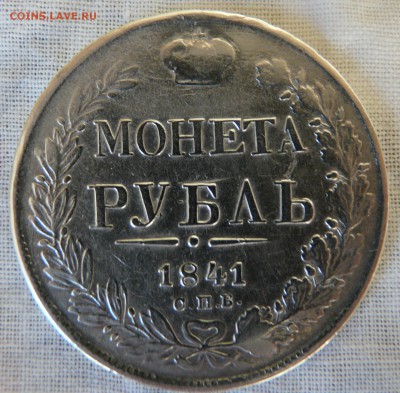 COINS.LAVE.RU
МОНЕТА
РУБЛЬ
1841
С.П.Б.